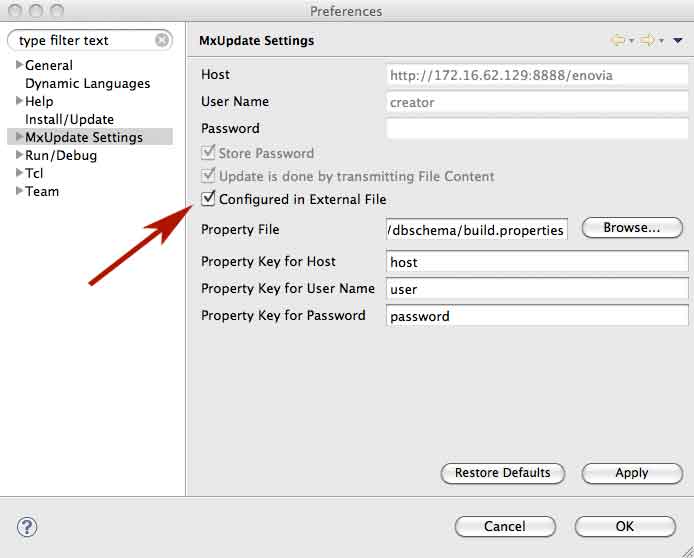 Preferences
type filter text
General
Dynamic Languages
Help
Install/Update
MxUpdate Settings
Run/Debug
Tcl
Team
MxUpdate Settings
Host http://172.16.62.129:8888/enovia
User Name creator
Password
Store Password
Update is done by transmitting File Content
Configured in External File
Property File /dbschema/build.properties Browse...
Property Key for Host host
Property Key for User Name user
Property Key for Password password
Restore Defaults Apply
? Cancel OK